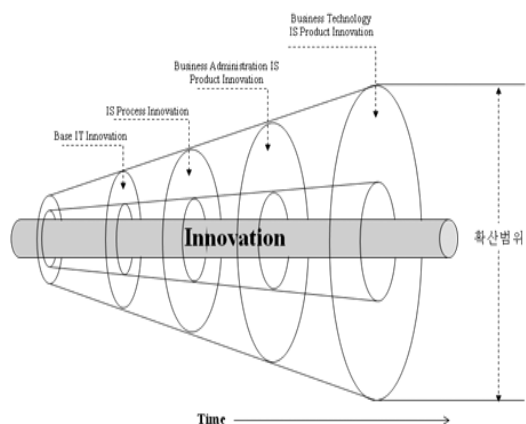 Business Technology
IS Product Innovation
Business Administration IS
Product Innovation
IS Process Innovation
Base IT Innovation
Innovation
확산범위
Time